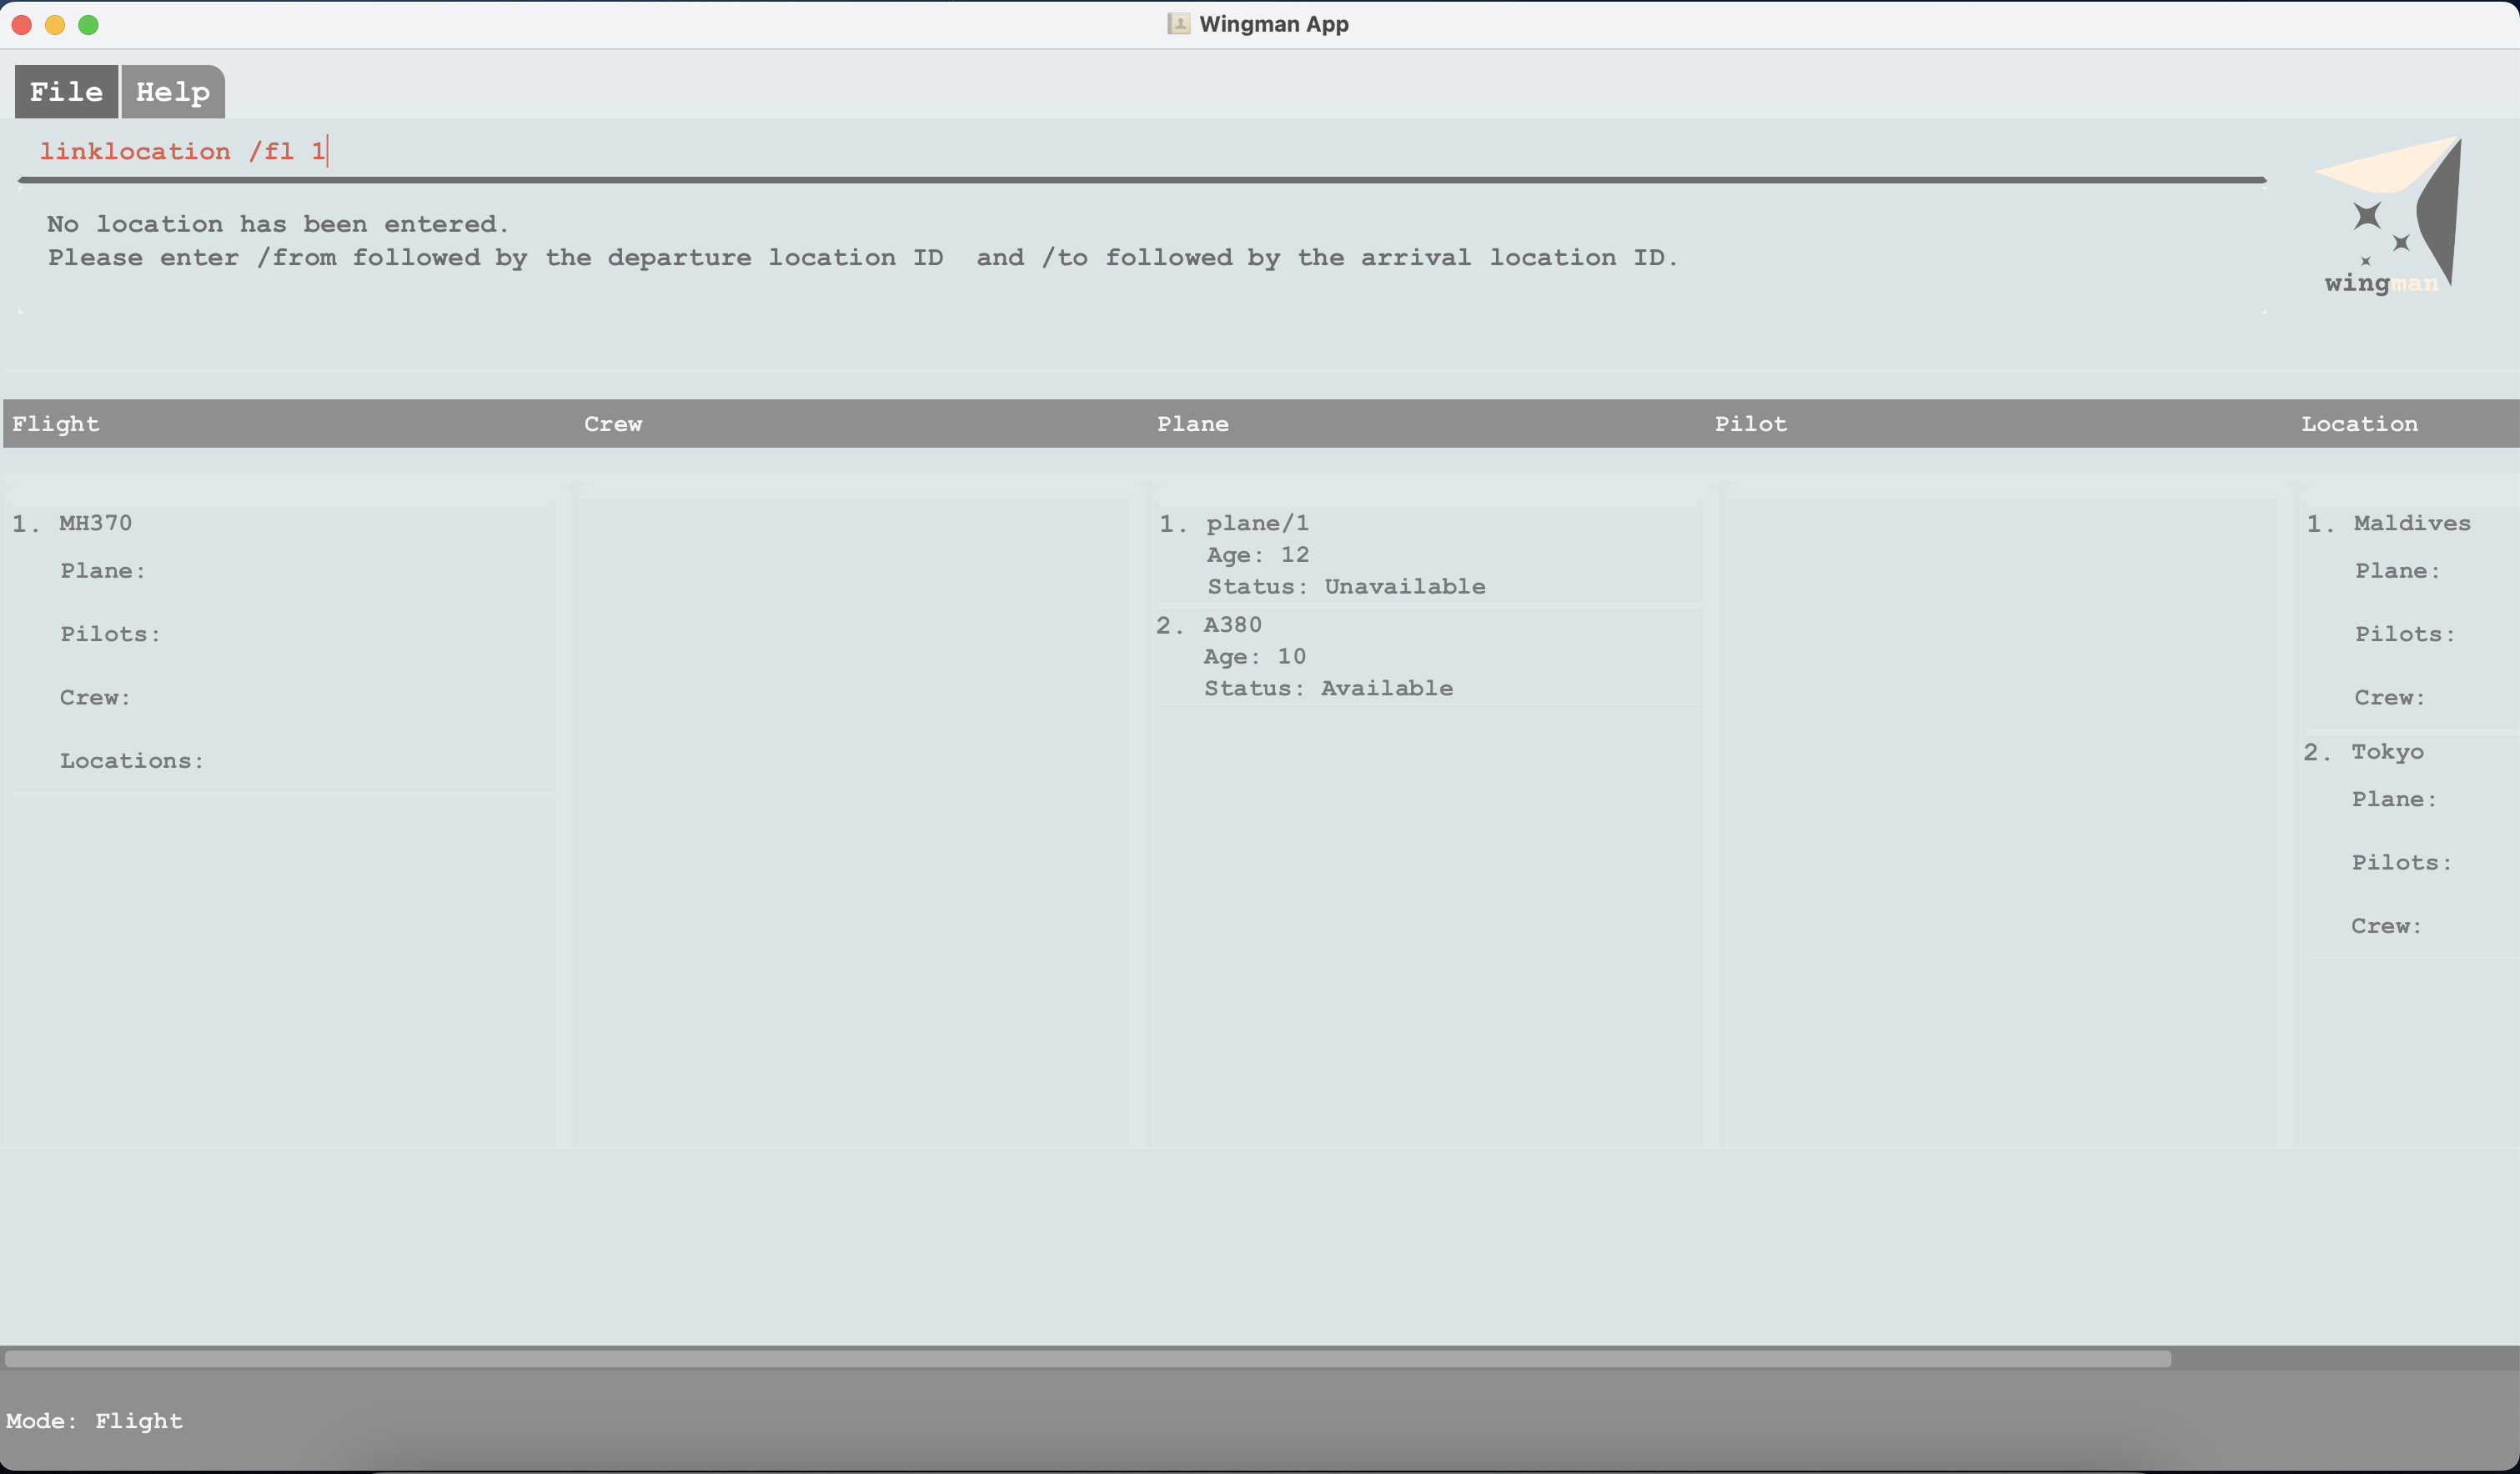 Wingman App
File Help
linklocation /fl 1
No location has been entered.
Please enter /from followed by the departure location ID  and /to followed by the arrival location ID.
wingman
Flight Crew Plane Pilot Location
1. MH370
Plane:
Pilots:
Crew:
Locations:
1. plane/1
Age: 12
Status: Unavailable
2. A380
Age: 10
Status: Available
1. Maldives
Plane:
Pilots:
Crew:
2. Tokyo
Plane:
Pilots:
Crew:
Mode: Flight